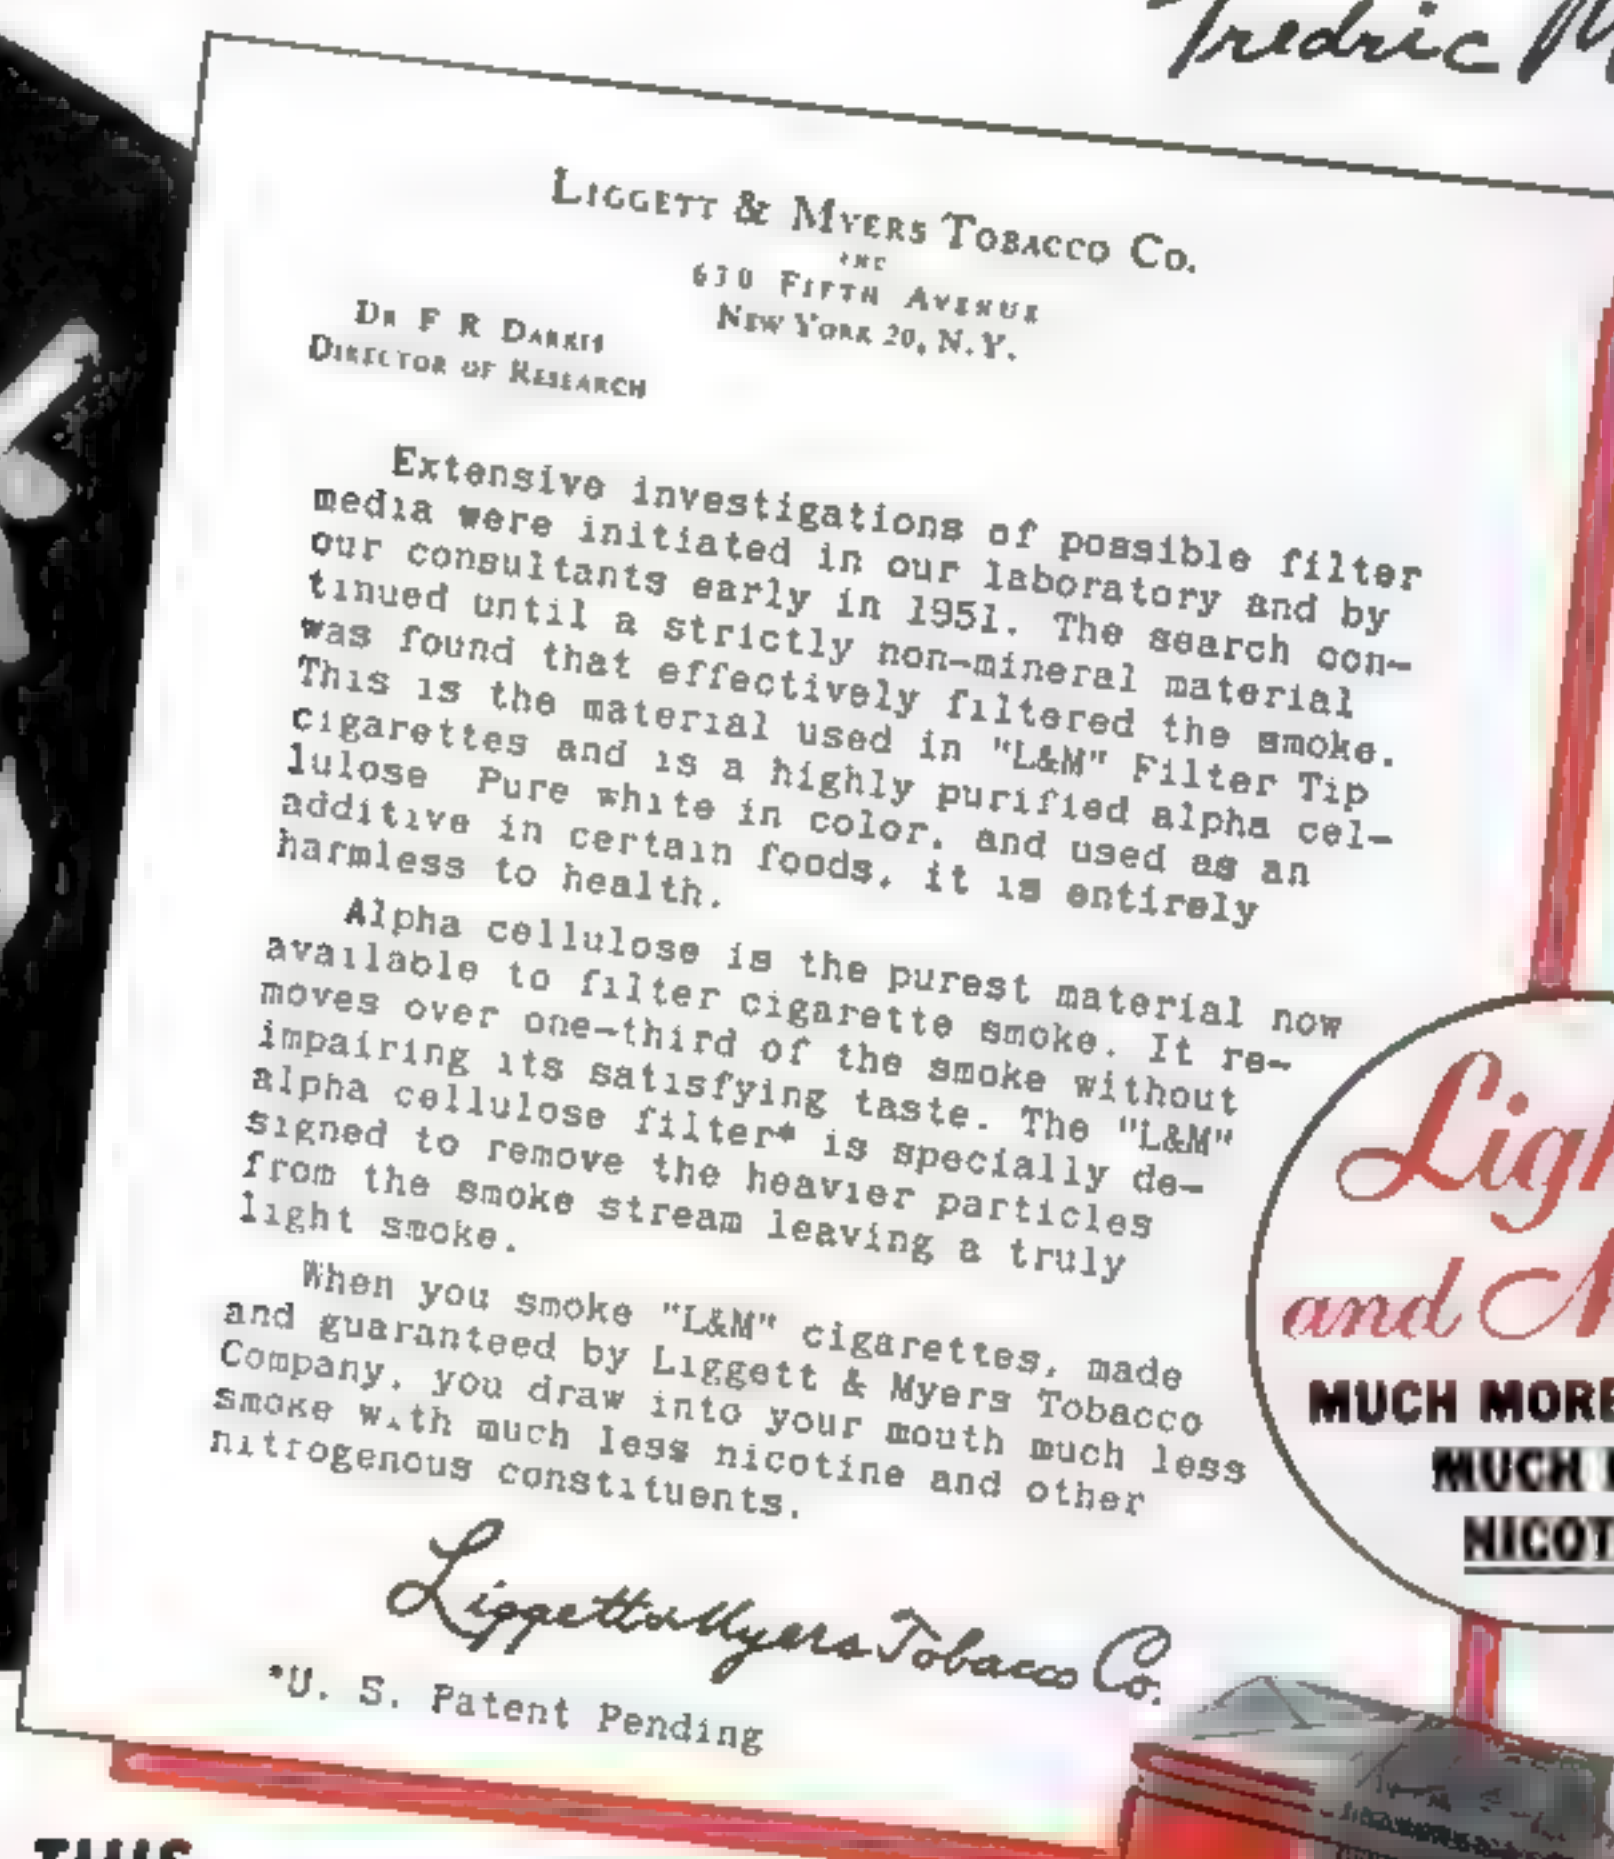 Fredric
LIGGETT & MYERS TOBACCO CO.
INC
630 FIFTH AVENUE
NEW YORK 20, N.Y.
DR F R DARKIS
DIRECTOR OF RESEARCH
Extensive investigations of possible filter
media were initiated in our laboratory and by
our consultants early in 1951. The search con-
tinued until a strictly non-mineral material
was found that effectively filtered the smoke.
This is the material used in "L&M" Filter Tip
cigarettes and is a highly purified alpha cel-
lulose Pure white in color, and used as an
additive in certain foods, it is entirely
harmless to health.
Alpha cellulose is the purest material now
available to filter cigarette smoke. It re-
moves over one-third of the smoke without
impairing its satisfying taste. The "L&M"
alpha cellulose filter* is specially de-
signed to remove the heavier particles
from the smoke stream leaving a truly
light smoke.
When you smoke "L&M" cigarettes, made
and guaranteed by Liggett & Myers Tobacco
Company, you draw into your mouth much less
smoke with much less nicotine and other
nitrogenous constituents.
Liggett & Myers Tobacco Co.
*U. S. Patent Pending
Ligh
and M
MUCH MORE
MUCH
NICOT
THIS